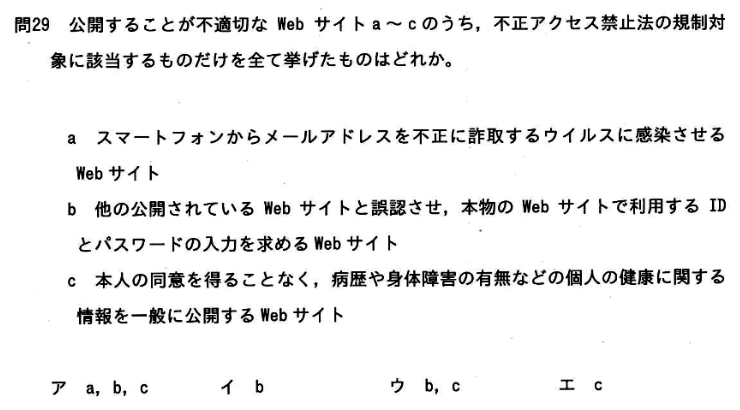 問29 公開することが不適切な Web サイト a ～ c のうち，不正アクセス禁止法の規制対
象に該当するものだけを全て挙げたものはどれか。
a スマートフォンからメールアドレスを不正に詐取するウイルスに感染させる
Web サイト
b 他の公開されている Web サイトと誤認させ，本物の Web サイトで利用する ID
とパスワードの入力を求める Web サイト
c 本人の同意を得ることなく，病歴や身体障害の有無などの個人の健康に関する
情報を一般に公開する Web サイト
ア a, b, c イ b ウ b, c エ c